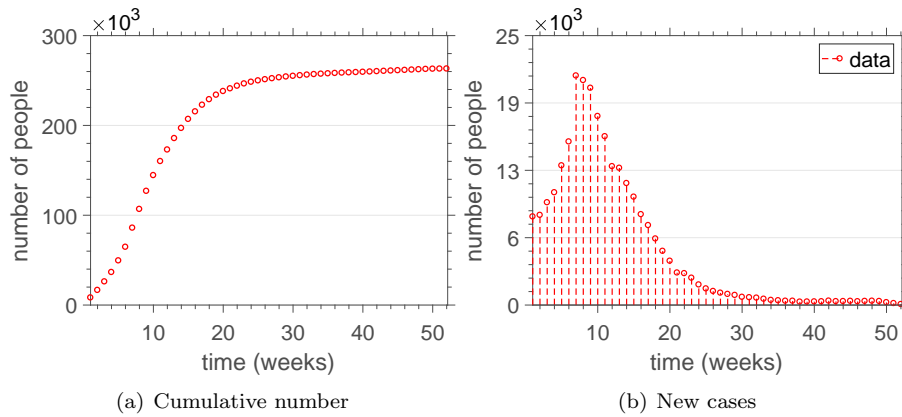 ×10³
300
200
100
0
10 20 30 40 50
number of people
time (weeks)
(a) Cumulative number
×10³
25
19
13
6
0
10 20 30 40 50
number of people
time (weeks)
data
(b) New cases